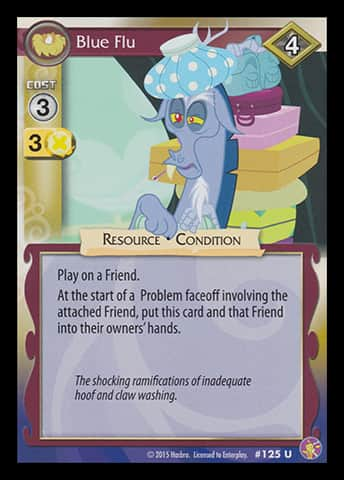 Blue Flu
4
COST
3
3
RESOURCE • CONDITION
Play on a Friend.
At the start of a Problem faceoff involving the
attached Friend, put this card and that Friend
into their owners' hands.
The shocking ramifications of inadequate
hoof and claw washing.
© 2015 Hasbro. Licensed to Enterplay. #125 U